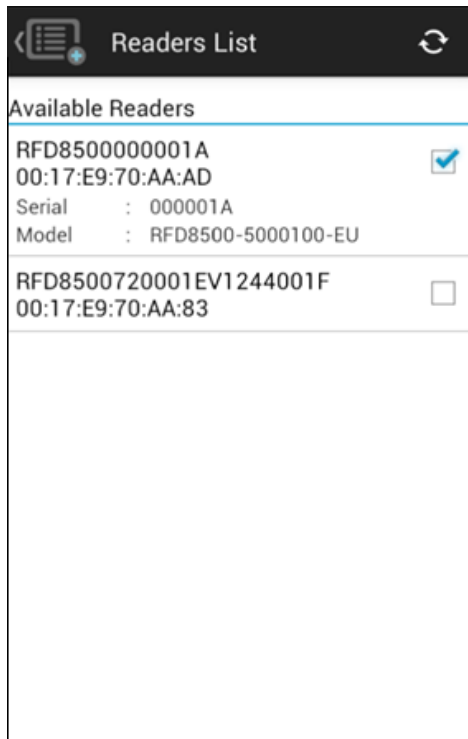 Readers List
Available Readers
RFD8500000001A
00:17:E9:70:AA:AD
Serial : 000001A
Model : RFD8500-5000100-EU
RFD8500720001EV1244001F
00:17:E9:70:AA:83